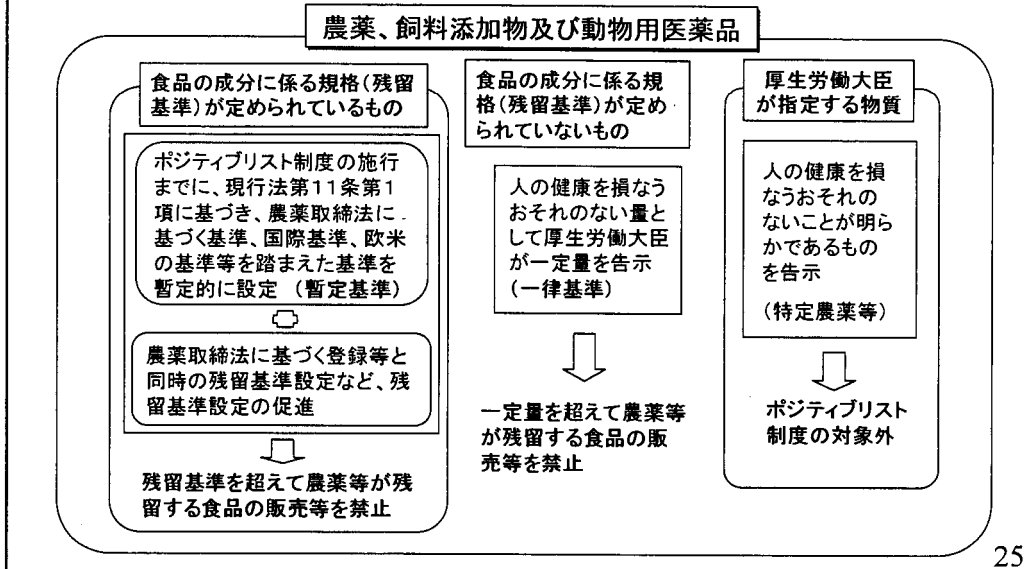 農薬、飼料添加物及び動物用医薬品
食品の成分に係る規格(残留
基準)が定められているもの
ポジティブリスト制度の施行
までに、現行法第11条第1
項に基づき、農薬取締法に
基づく基準、国際基準、欧米
の基準等を踏まえた基準を
暫定的に設定 (暫定基準)
農薬取締法に基づく登録等と
同時の残留基準設定など、残
留基準設定の促進
残留基準を超えて農薬等が残
留する食品の販売等を禁止
食品の成分に係る規
格(残留基準)が定め
られていないもの
人の健康を損なう
おそれのない量と
して厚生労働大臣
が一定量を告示
(一律基準)
一定量を超えて農薬等
が残留する食品の販
売等を禁止
厚生労働大臣
が指定する物質
人の健康を損
なうおそれの
ないことが明ら
かであるもの
を告示
(特定農薬等)
ポジティブリスト
制度の対象外
25